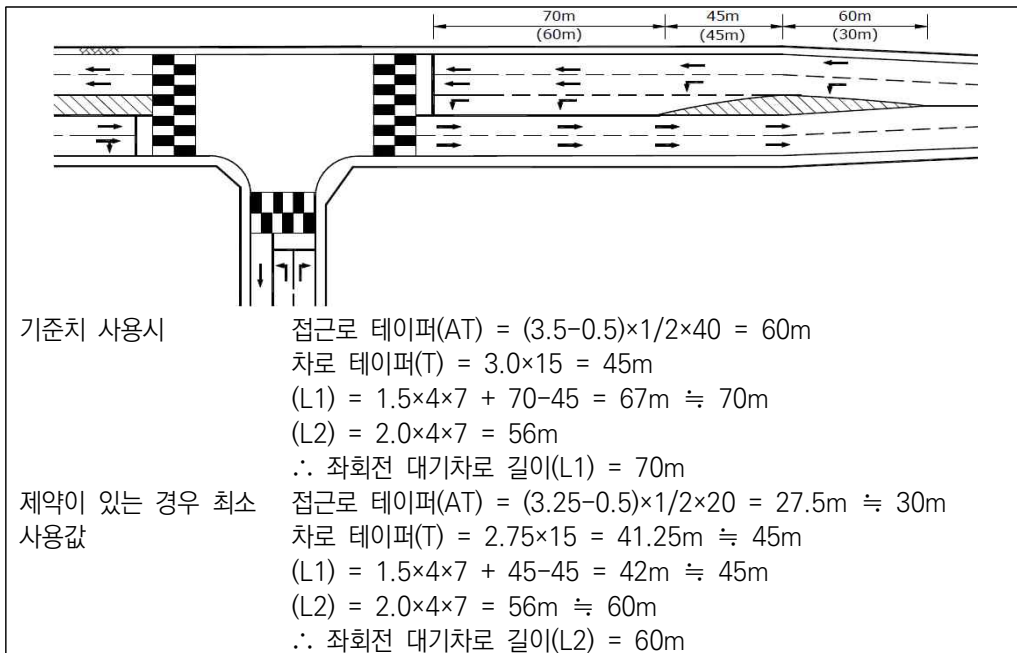 70m 45m 60m
(60m) (45m) (30m)
기준치 사용시 접근로 테이퍼(AT) = (3.5-0.5)×1/2×40 = 60m
차로 테이퍼(T) = 3.0×15 = 45m
(L1) = 1.5×4×7 + 70-45 = 67m ≒ 70m
(L2) = 2.0×4×7 = 56m
∴ 좌회전 대기차로 길이(L1) = 70m
제약이 있는 경우 최소 접근로 테이퍼(AT) = (3.25-0.5)×1/2×20 = 27.5m ≒ 30m
사용값 차로 테이퍼(T) = 2.75×15 = 41.25m ≒ 45m
(L1) = 1.5×4×7 + 45-45 = 42m ≒ 45m
(L2) = 2.0×4×7 = 56m ≒ 60m
∴ 좌회전 대기차로 길이(L2) = 60m